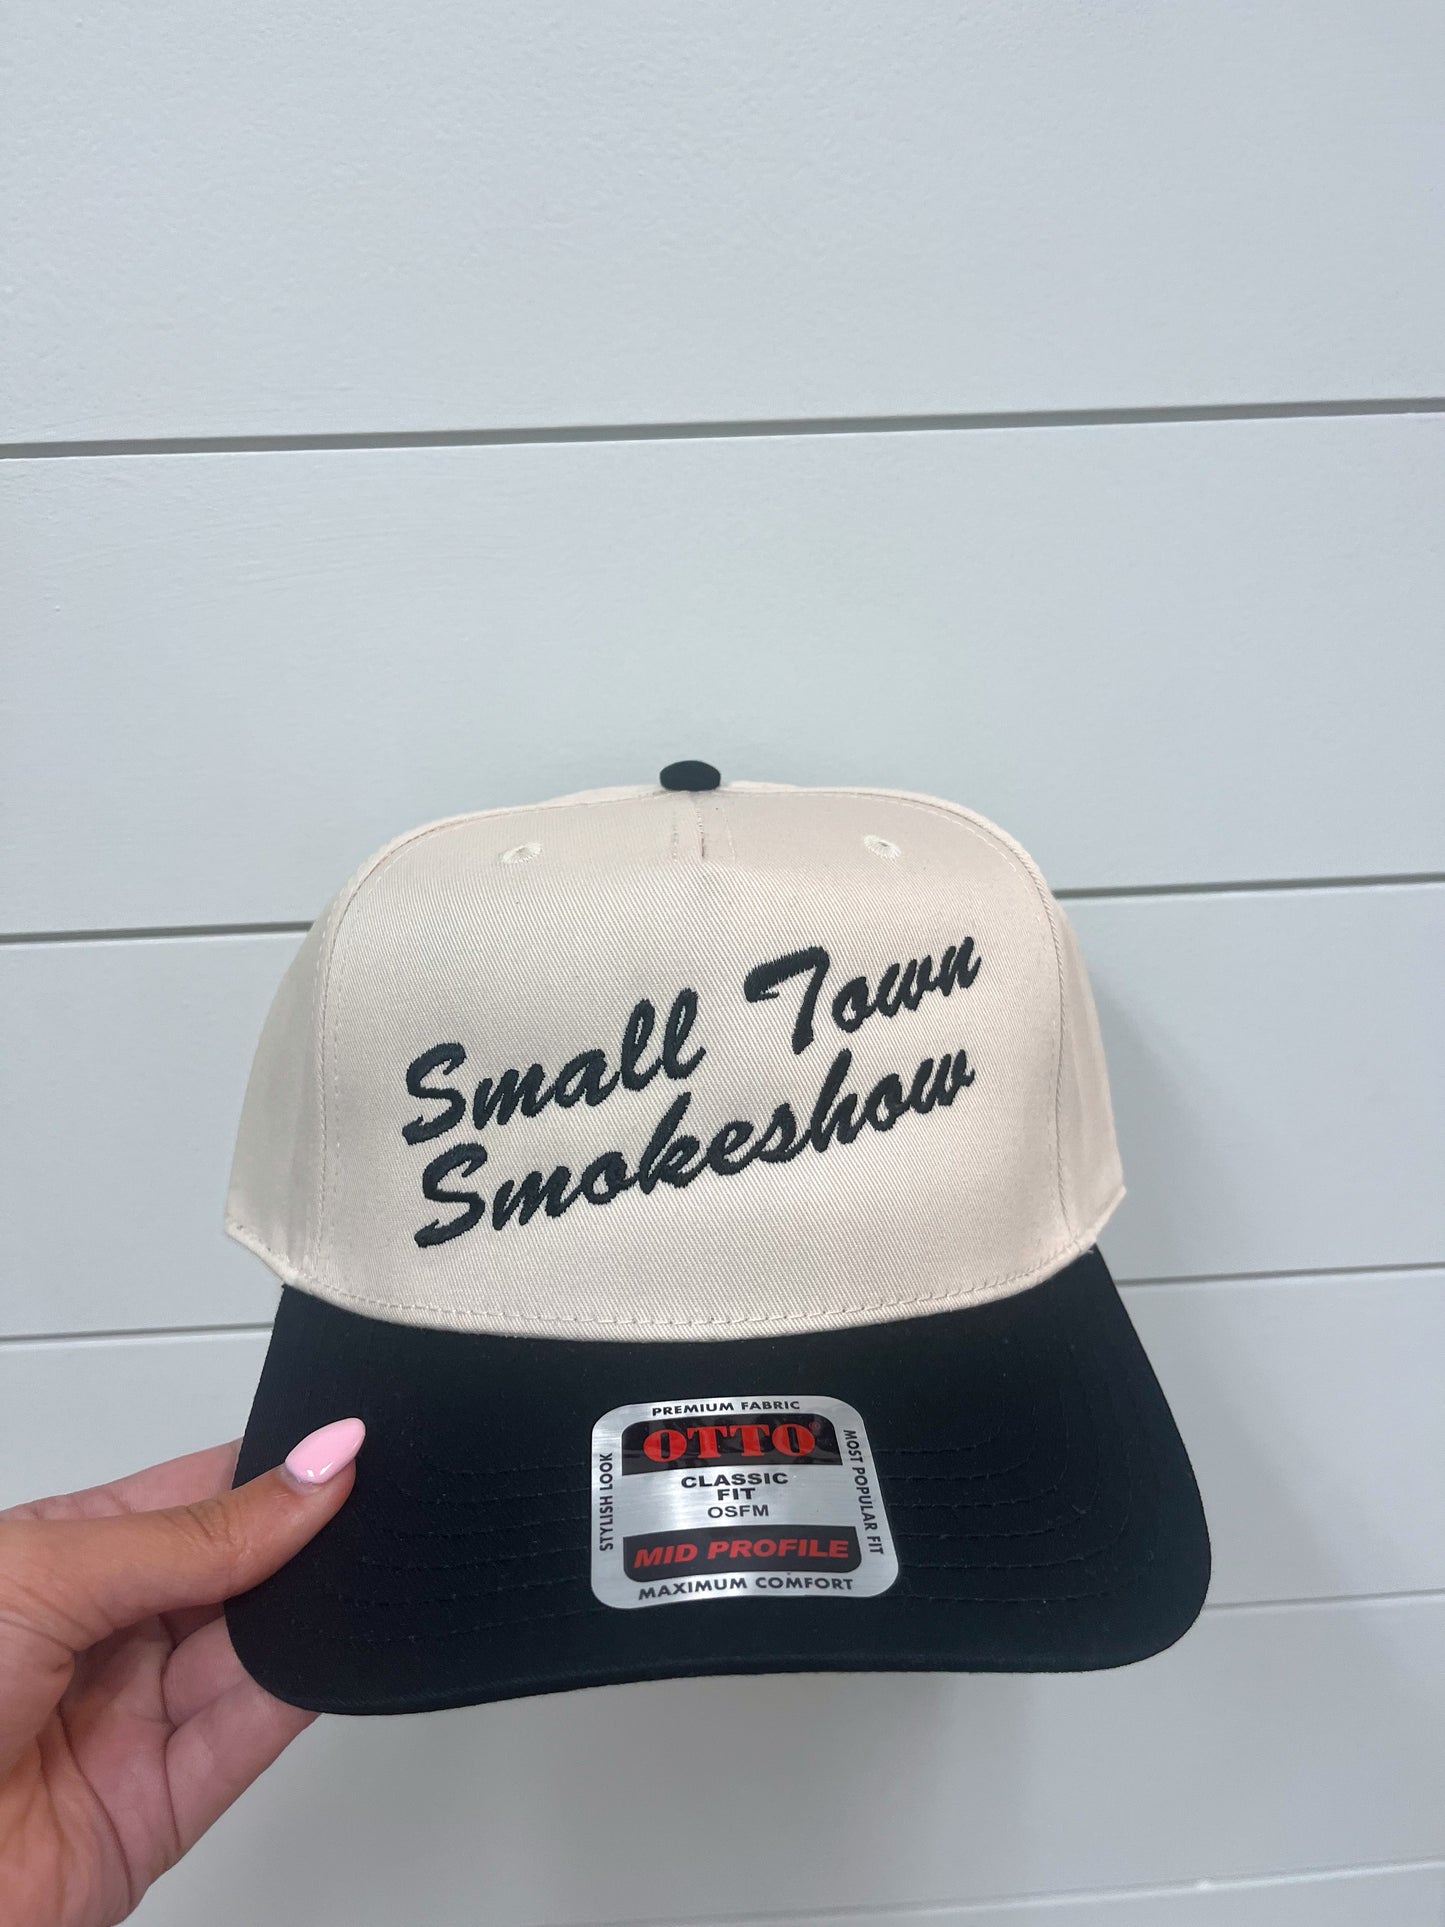 Small Town
Smokeshow
PREMIUM FABRIC
OTTO®
CLASSIC
FIT
OSFM
MID PROFILE
MAXIMUM COMFORT
STYLISH LOOK
MOST POPULAR FIT